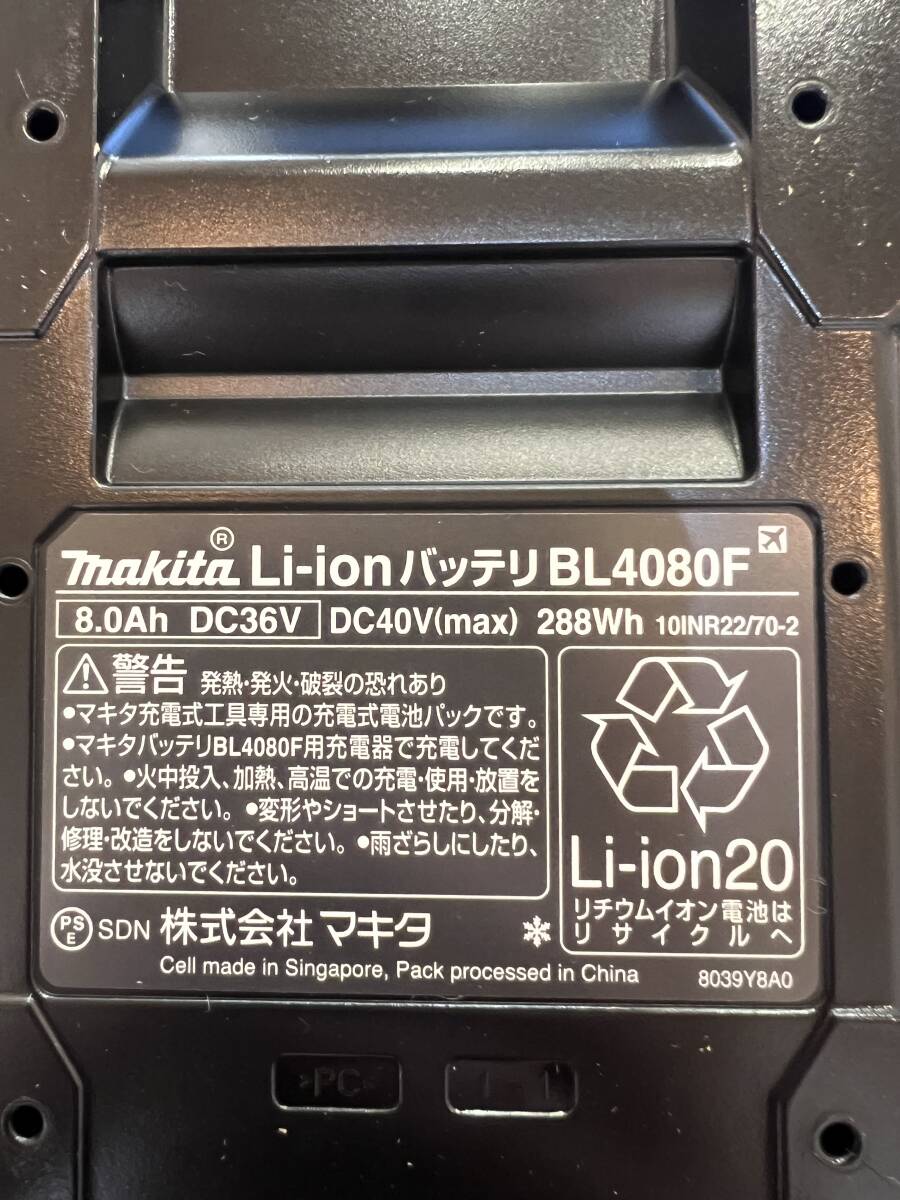 makita® Li-ionバッテリ BL4080F
8.0Ah DC36V DC40V(max) 288Wh 10INR22/70-2
警告 発熱・発火・破裂の恐れあり
●マキタ充電式工具専用の充電式電池パックです。
●マキタバッテリBL4080F用充電器で充電してくだ
さい。●火中投入、加熱、高温での充電・使用・放置を
しないでください。●変形やショートさせたり、分解・
修理・改造をしないでください。●雨ざらしにしたり、
水没させないでください。
Li-ion20
リチウムイオン電池は
リサイクルへ
PSE SDN 株式会社 マキタ
Cell made in Singapore, Pack processed in China 8039Y8A0
>PC<